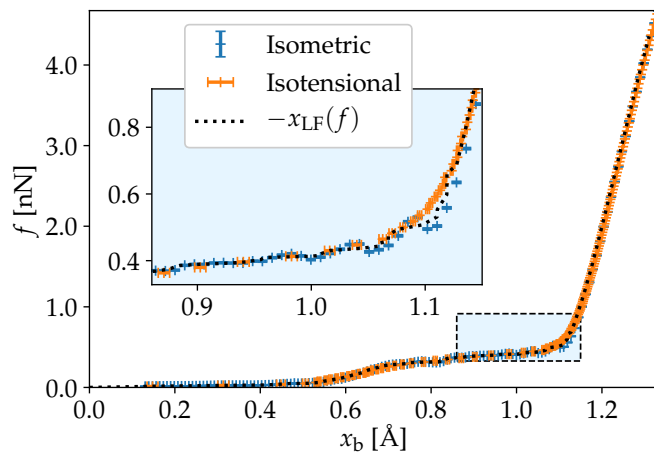 4.0
3.0
2.0
1.0
0.0
f [nN]
Isometric
Isotensional
−x_LF(f)
0.8
0.6
0.4
0.9 1.0 1.1
0.0 0.2 0.4 0.6 0.8 1.0 1.2
x_b [Å]